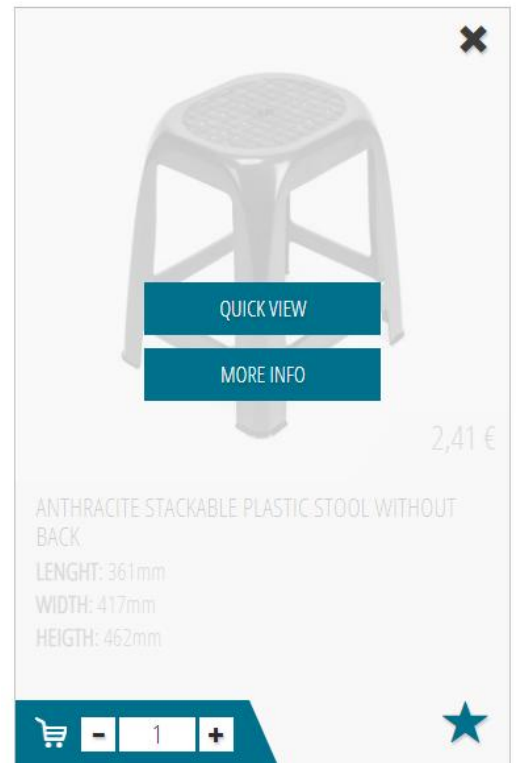 QUICK VIEW
MORE INFO
2,41 €
ANTHRACITE STACKABLE PLASTIC STOOL WITHOUT
BACK
LENGHT: 361mm
WIDTH: 417mm
HEIGTH: 462mm
- 1 +